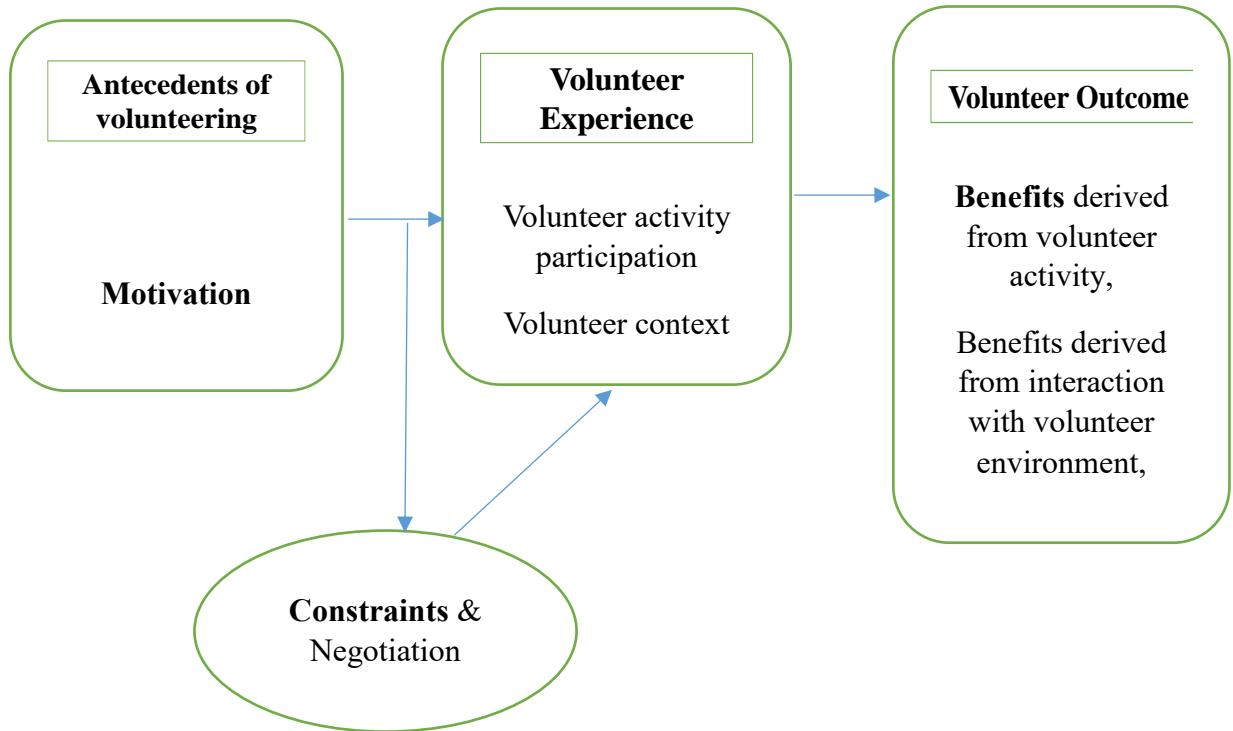 Antecedents of
volunteering
Motivation
Volunteer
Experience
Volunteer activity
participation
Volunteer context
Volunteer Outcome
Benefits derived
from volunteer
activity,
Benefits derived
from interaction
with volunteer
environment,
Constraints &
Negotiation